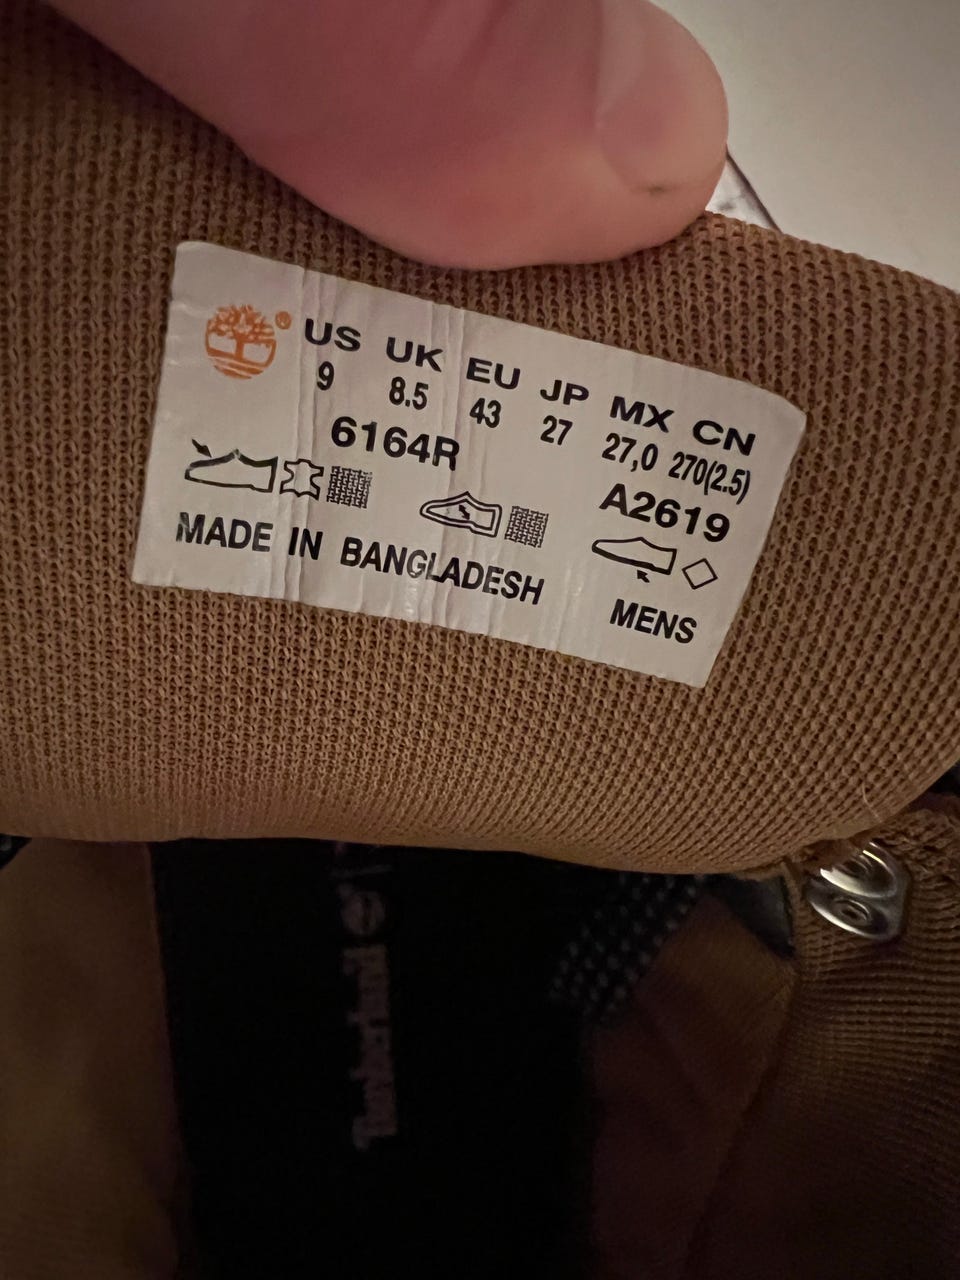 ® US UK EU JP MX CN
9 8.5 43 27 27,0 270(2.5)
6164R A2619
MADE IN BANGLADESH MENS
Timberland